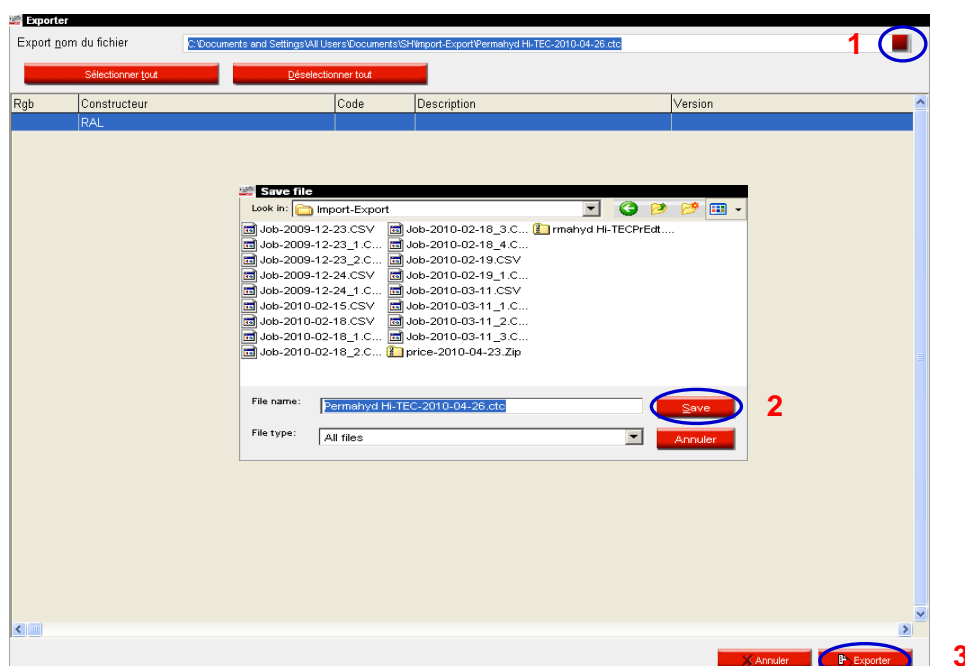 Exporter
Export nom du fichier C:\Documents and Settings\All Users\Documents\SH\Import-Export\Permahyd Hi-TEC-2010-04-26.ctc 1
Sélectionner tout Déselectionner tout
Rgb Constructeur Code Description Version
RAL
Save file
Look in: Import-Export
Job-2009-12-23.CSV Job-2010-02-18_3.C... rmahyd Hi-TECPrEdt....
Job-2009-12-23_1.C... Job-2010-02-18_4.C...
Job-2009-12-23_2.C... Job-2010-02-19.CSV
Job-2009-12-24.CSV Job-2010-02-19_1.C...
Job-2009-12-24_1.C... Job-2010-03-11.CSV
Job-2010-02-15.CSV Job-2010-03-11_1.C...
Job-2010-02-18.CSV Job-2010-03-11_2.C...
Job-2010-02-18_1.C... Job-2010-03-11_3.C...
Job-2010-02-18_2.C... price-2010-04-23.Zip
File name: Permahyd Hi-TEC-2010-04-26.ctc Save 2
File type: All files Annuler
Annuler Exporter 3